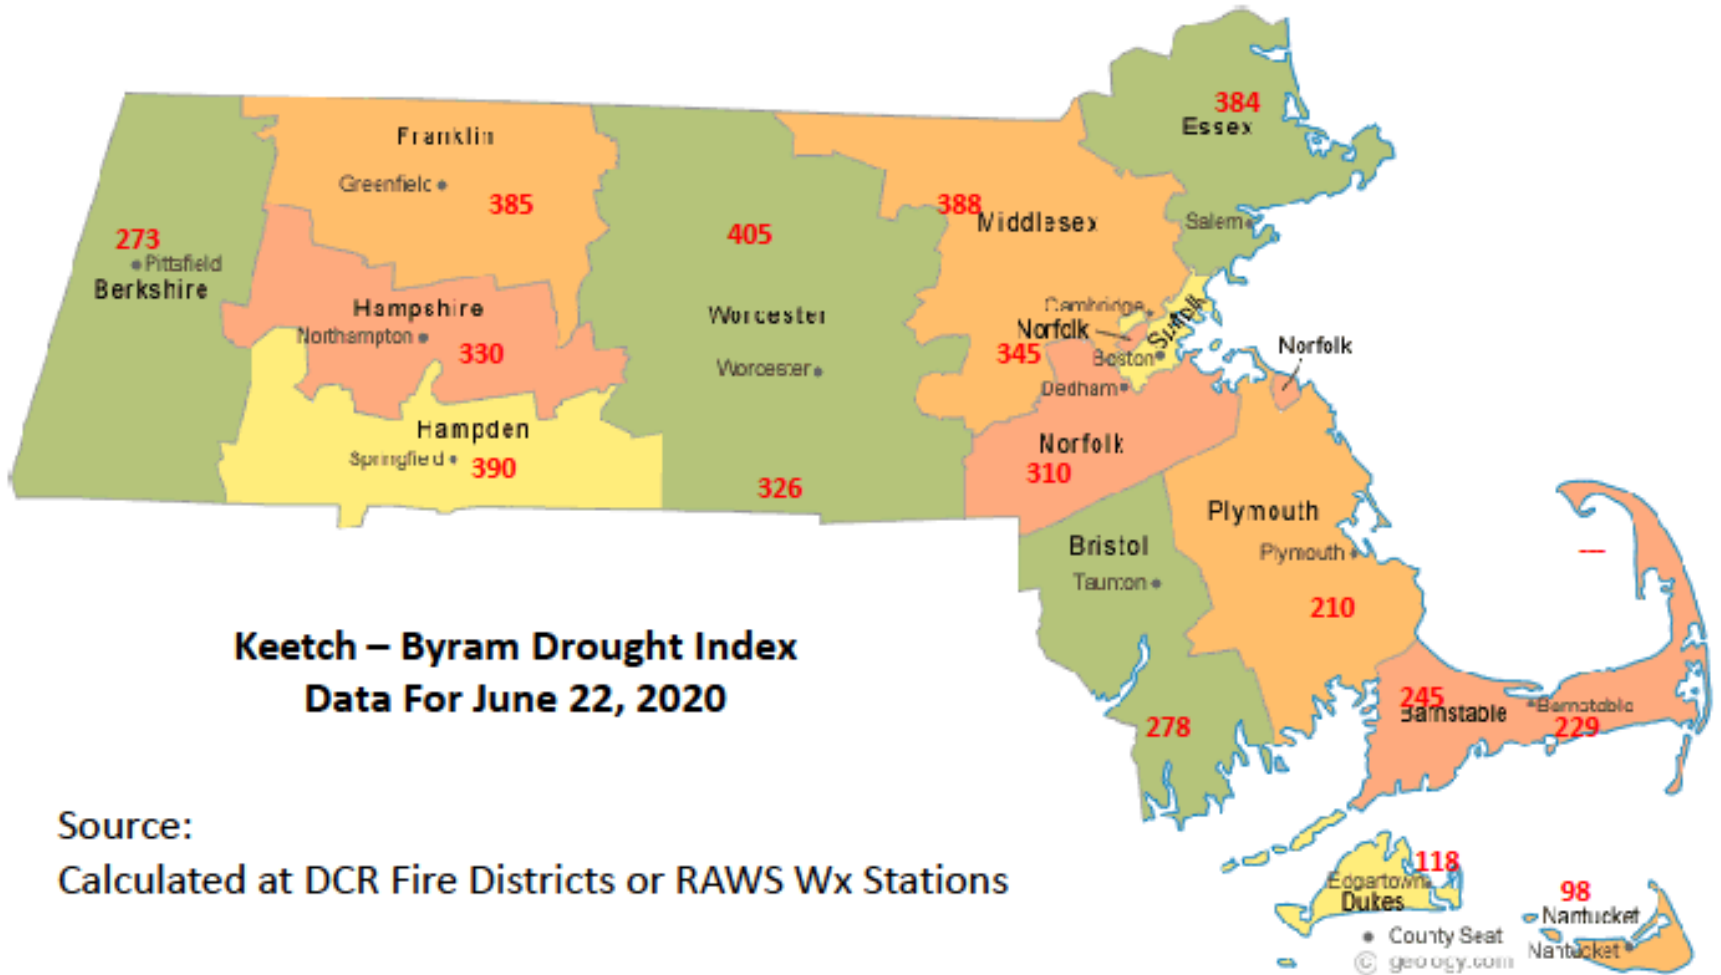 384
Essex
Franklin
Greenfield
385
388
Middlesex
Salem
405
273
Pittsfield
Berkshire
Hampshire
Northampton
330
Worcester
Worcester
Cambridge
Norfolk
Suffolk
345
Boston
Dedham
Norfolk
Hampden
Springfield
390
Norfolk
310
326
Plymouth
Plymouth
Bristol
Taunton
---
210
Keetch – Byram Drought Index
Data For June 22, 2020
245
Barnstable
Barnstable
229
278
Source:
Calculated at DCR Fire Districts or RAWS Wx Stations
118
Edgartown
Dukes
98
Nantucket
Nantucket
County Seat
© geology.com